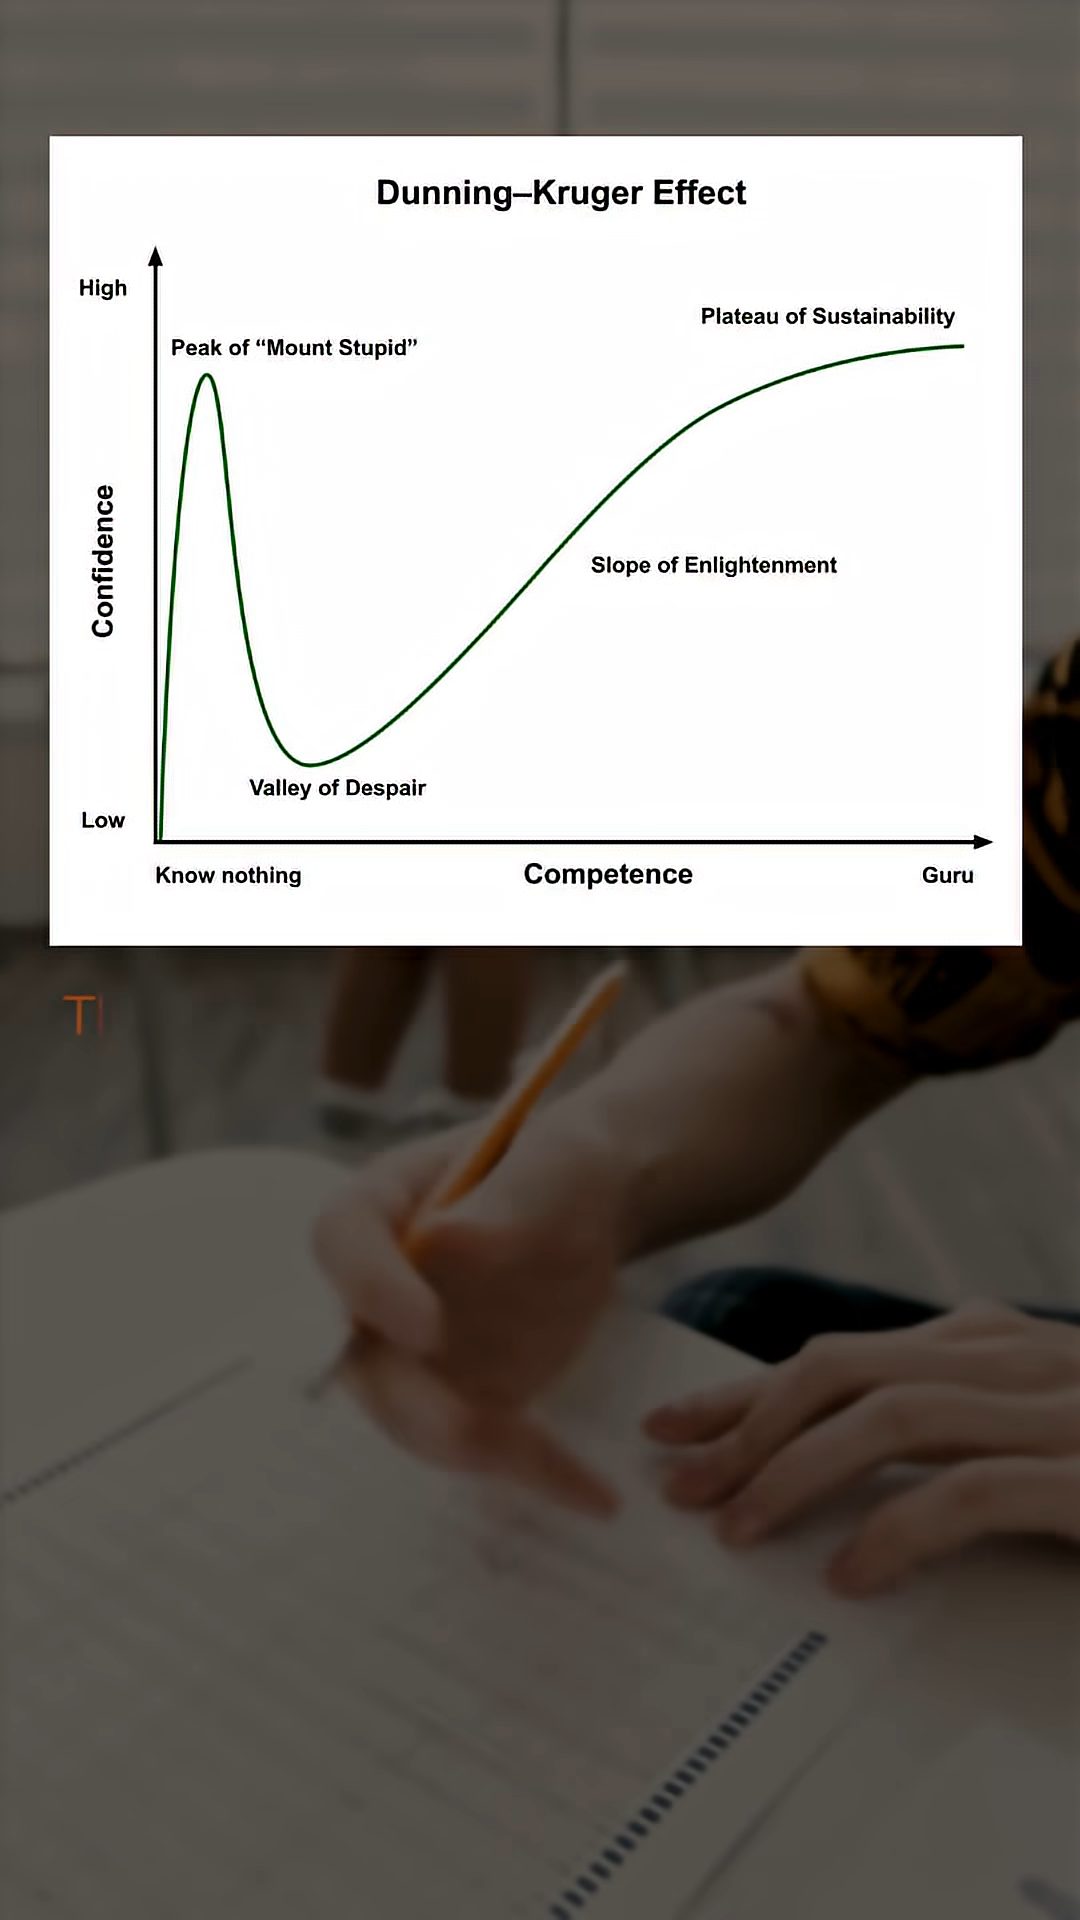 Dunning–Kruger Effect
High
Plateau of Sustainability
Peak of “Mount Stupid”
Confidence
Slope of Enlightenment
Valley of Despair
Low
Know nothing
Competence
Guru
T